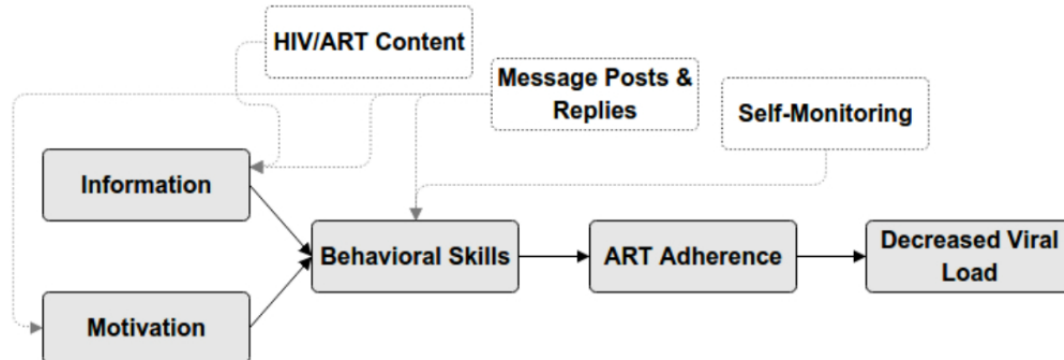 HIV/ART Content
Message Posts &
Replies
Self-Monitoring
Information
Behavioral Skills
ART Adherence
Decreased Viral
Load
Motivation